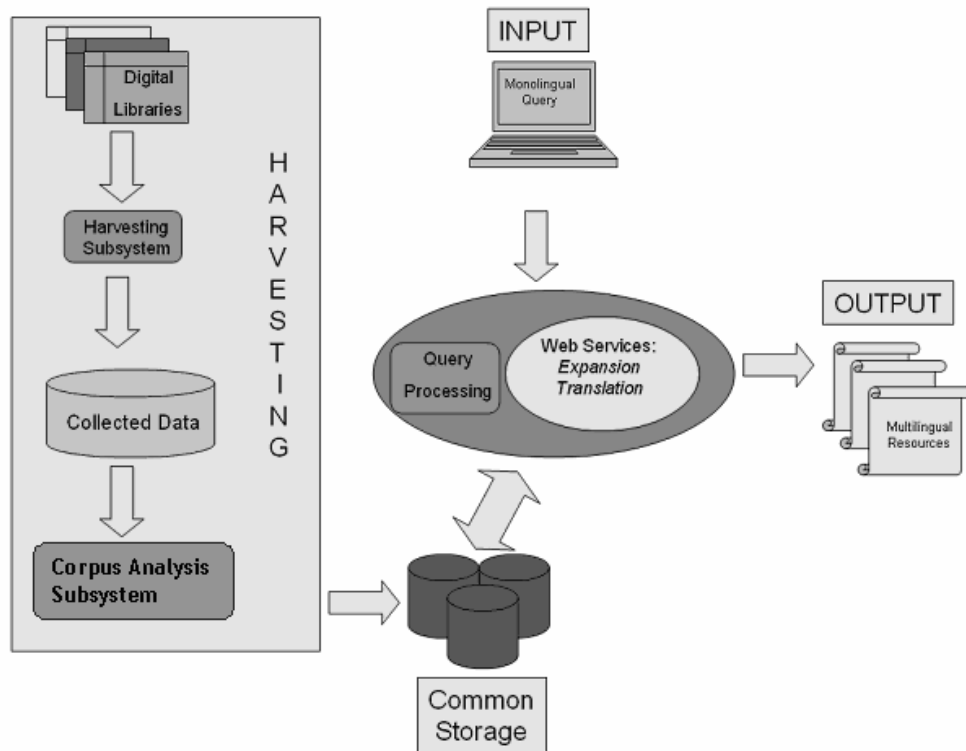 Digital
Libraries
Harvesting
Subsystem
Collected Data
Corpus Analysis
Subsystem
H
A
R
V
E
S
T
I
N
G
INPUT
Monolingual
Query
Query
Processing
Web Services:
Expansion
Translation
OUTPUT
Multilingual
Resources
Common
Storage